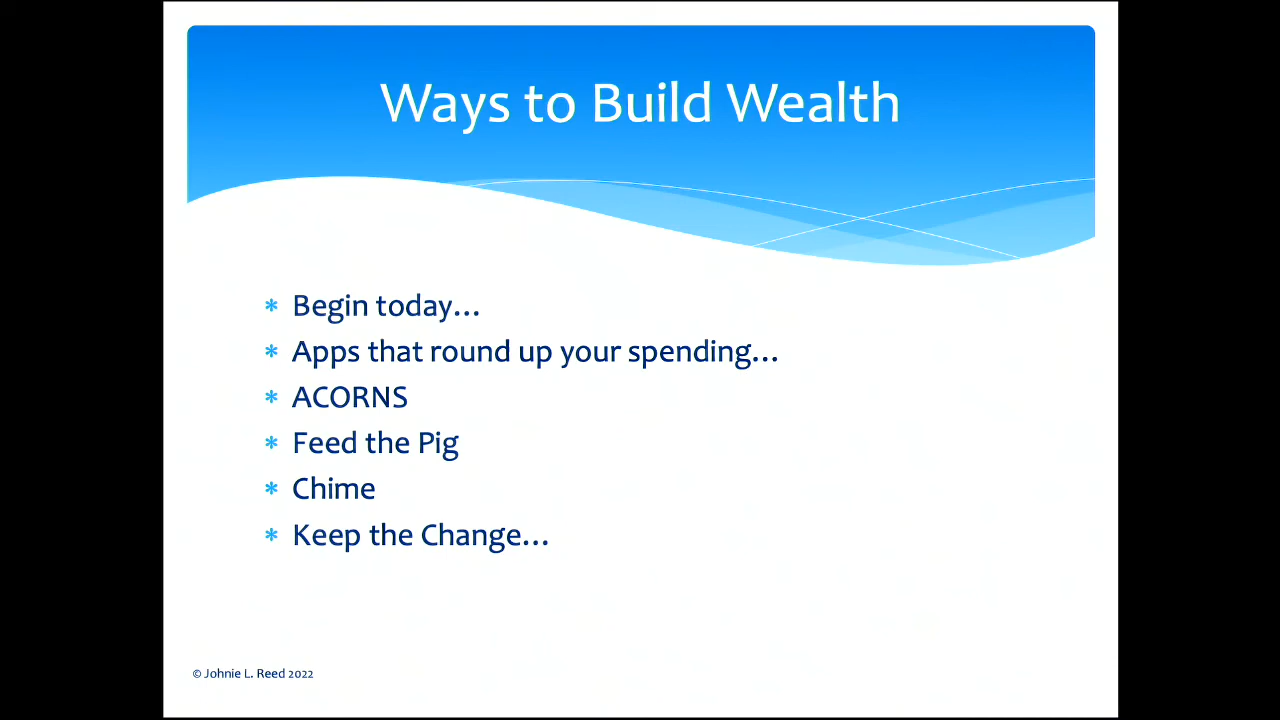 Ways to Build Wealth
* Begin today…
* Apps that round up your spending…
* ACORNS
* Feed the Pig
* Chime
* Keep the Change…
© Johnie L. Reed 2022